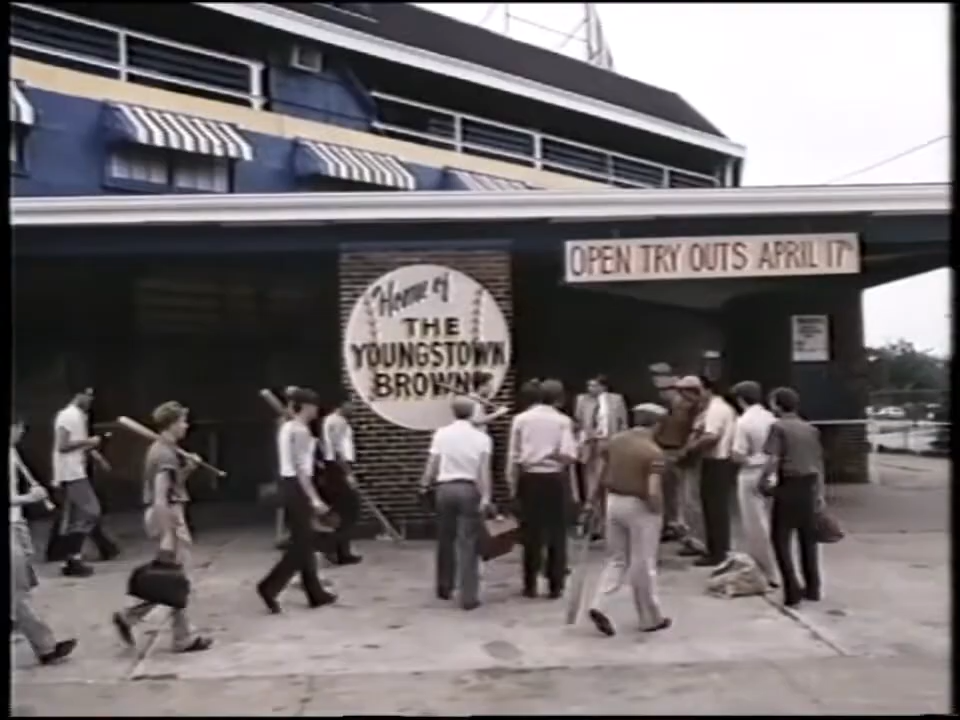 Home of
THE
YOUNGSTOWN
BROWNS
OPEN TRY OUTS APRIL 17th